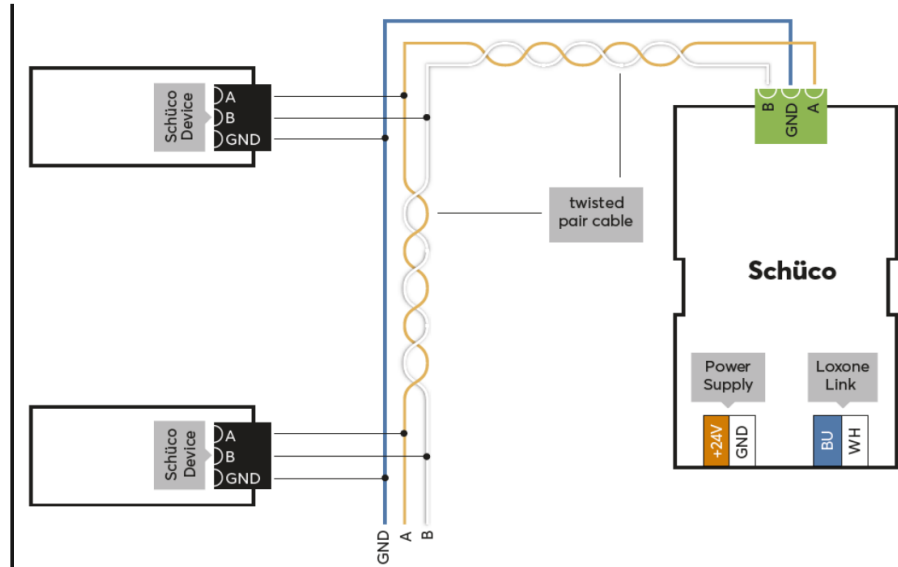 Schüco
Device
A
B
GND
B
GND
A
twisted
pair cable
Schüco
Power
Supply
Loxone
Link
+24V
GND
BU
WH
Schüco
Device
A
B
GND
GND
A
B